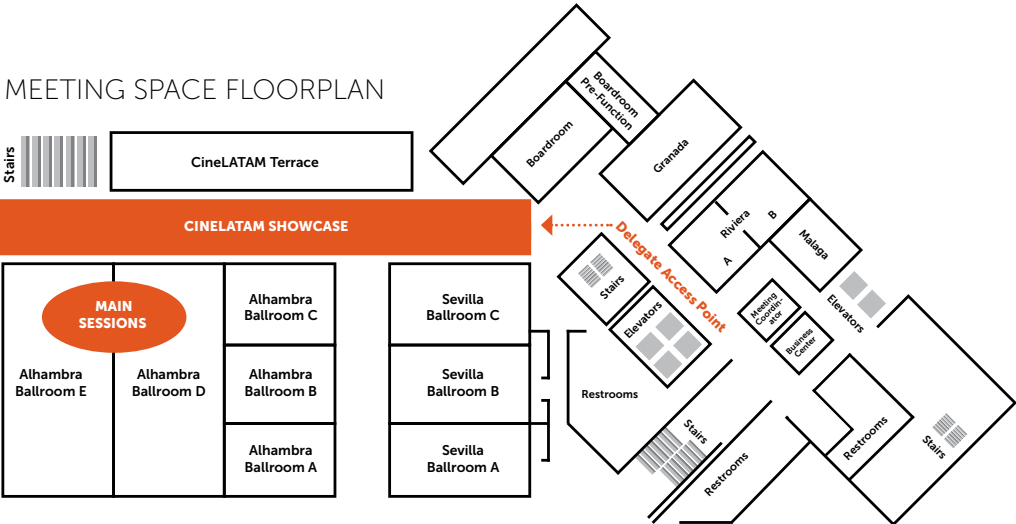 MEETING SPACE FLOORPLAN
Stairs
CineLATAM Terrace
CINELATAM SHOWCASE
MAIN
SESSIONS
Alhambra
Ballroom E
Alhambra
Ballroom D
Alhambra
Ballroom C
Alhambra
Ballroom B
Alhambra
Ballroom A
Sevilla
Ballroom C
Sevilla
Ballroom B
Sevilla
Ballroom A
Boardroom
Boardroom
Pre-Function
Granada
Riviera
A
B
Malaga
Delegate Access Point
Stairs
Elevators
Meeting
Coordin-
ator
Business
Center
Elevators
Restrooms
Stairs
Restrooms
Restrooms
Stairs